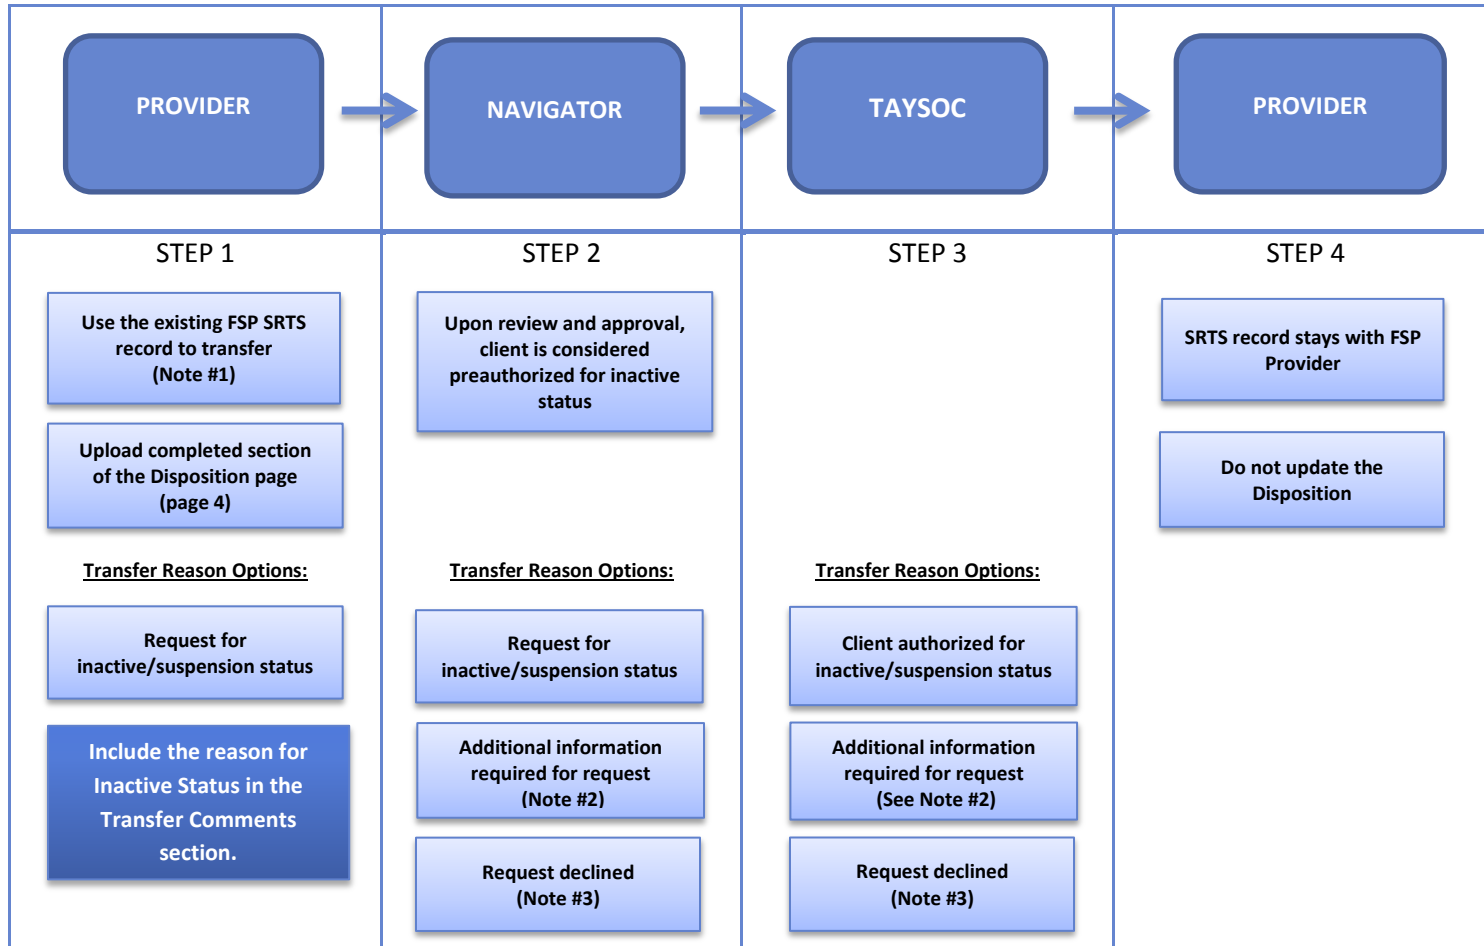 PROVIDER
NAVIGATOR
TAYSOC
PROVIDER
STEP 1
Use the existing FSP SRTS
record to transfer
(Note #1)
Upload completed section
of the Disposition page
(page 4)
Transfer Reason Options:
Request for
inactive/suspension status
Include the reason for
Inactive Status in the
Transfer Comments
section.
STEP 2
Upon review and approval,
client is considered
preauthorized for inactive
status
Transfer Reason Options:
Request for
inactive/suspension status
Additional information
required for request
(Note #2)
Request declined
(Note #3)
STEP 3
Transfer Reason Options:
Client authorized for
inactive/suspension status
Additional information
required for request
(See Note #2)
Request declined
(Note #3)
STEP 4
SRTS record stays with FSP
Provider
Do not update the
Disposition